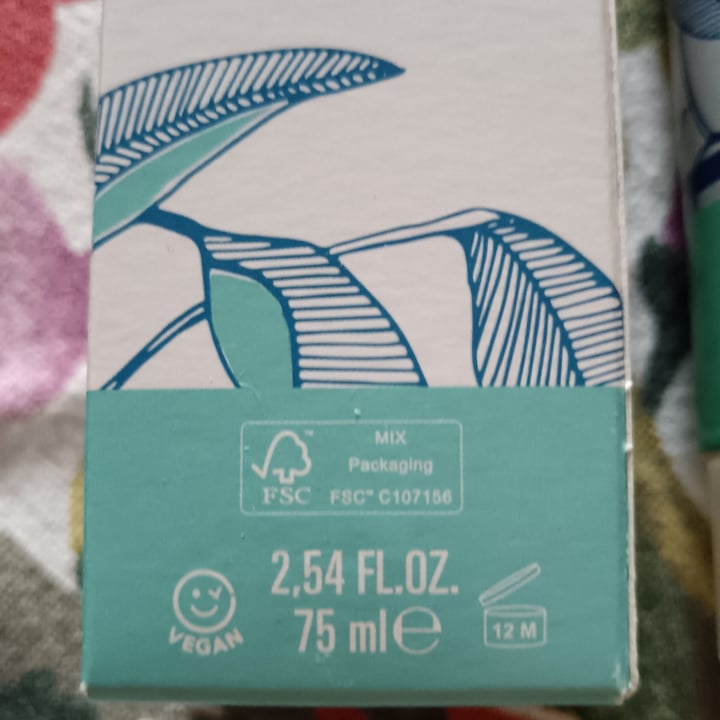 MIX
Packaging
FSC™ C107156
FSC
2,54 FL.OZ.
75 ml e
VEGAN
12 M